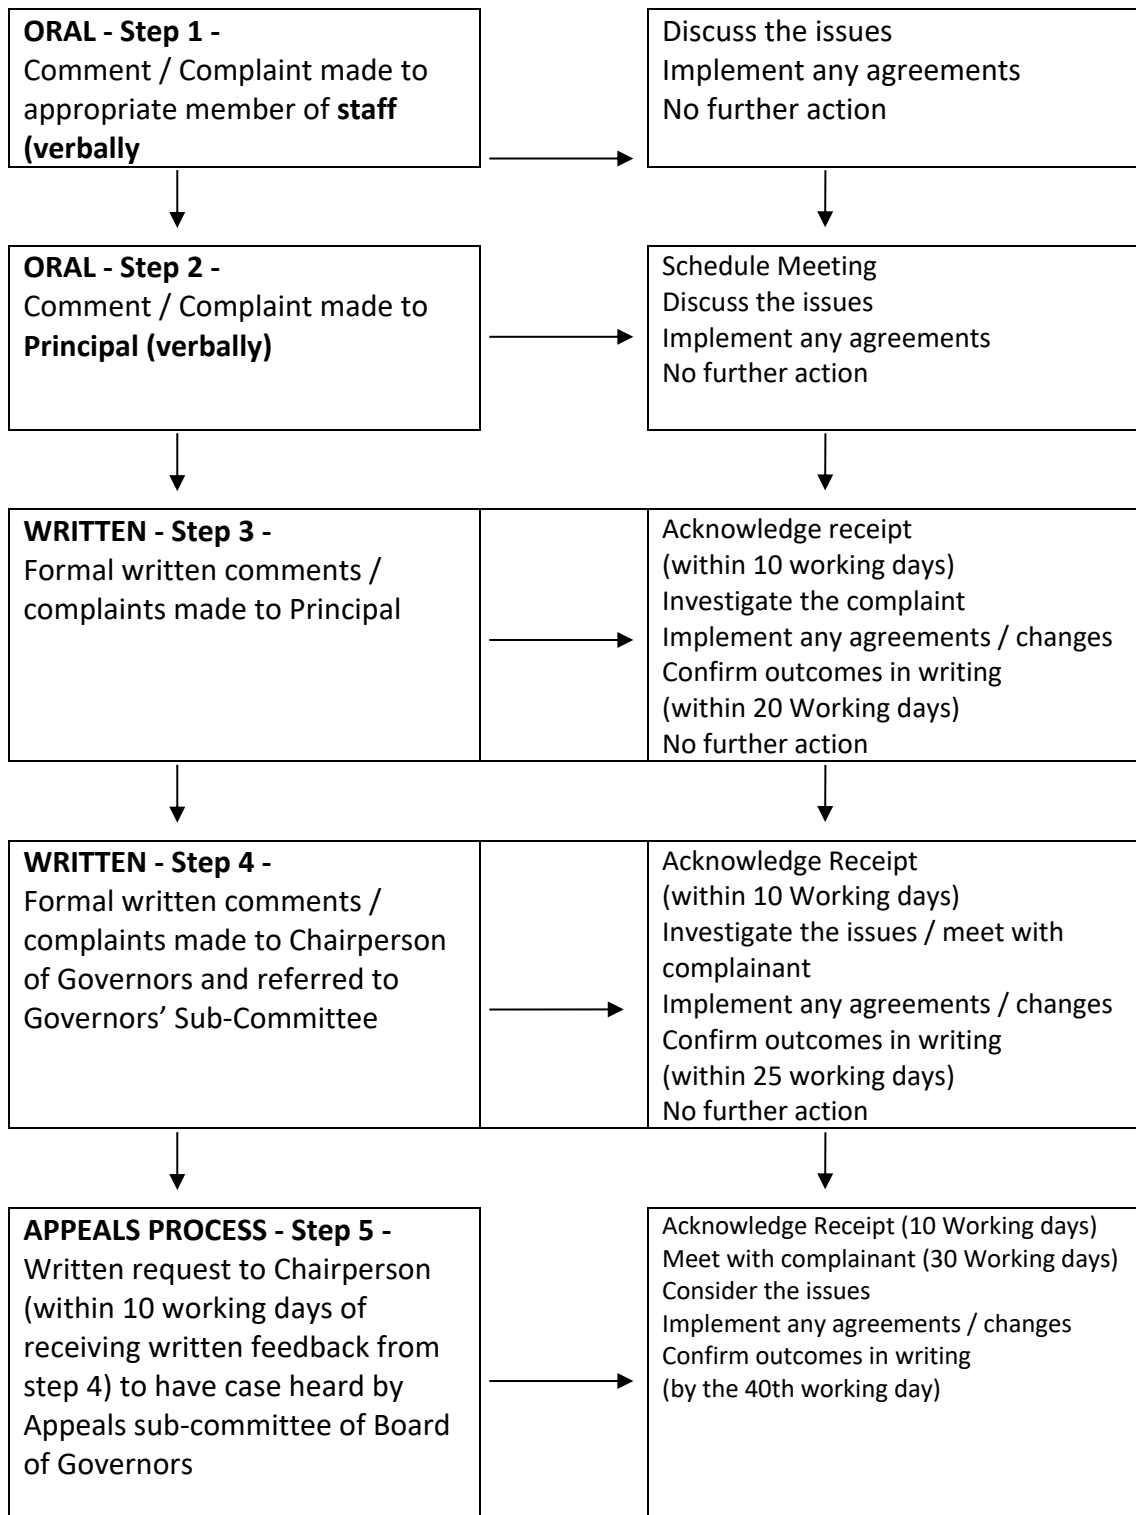 ORAL - Step 1 -
Comment / Complaint made to
appropriate member of staff
(verbally
Discuss the issues
Implement any agreements
No further action
ORAL - Step 2 -
Comment / Complaint made to
Principal (verbally)
Schedule Meeting
Discuss the issues
Implement any agreements
No further action
WRITTEN - Step 3 -
Formal written comments /
complaints made to Principal
Acknowledge receipt
(within 10 working days)
Investigate the complaint
Implement any agreements / changes
Confirm outcomes in writing
(within 20 Working days)
No further action
WRITTEN - Step 4 -
Formal written comments /
complaints made to Chairperson
of Governors and referred to
Governors’ Sub-Committee
Acknowledge Receipt
(within 10 Working days)
Investigate the issues / meet with
complainant
Implement any agreements / changes
Confirm outcomes in writing
(within 25 working days)
No further action
APPEALS PROCESS - Step 5 -
Written request to Chairperson
(within 10 working days of
receiving written feedback from
step 4) to have case heard by
Appeals sub-committee of Board
of Governors
Acknowledge Receipt (10 Working days)
Meet with complainant (30 Working days)
Consider the issues
Implement any agreements / changes
Confirm outcomes in writing
(by the 40th working day)